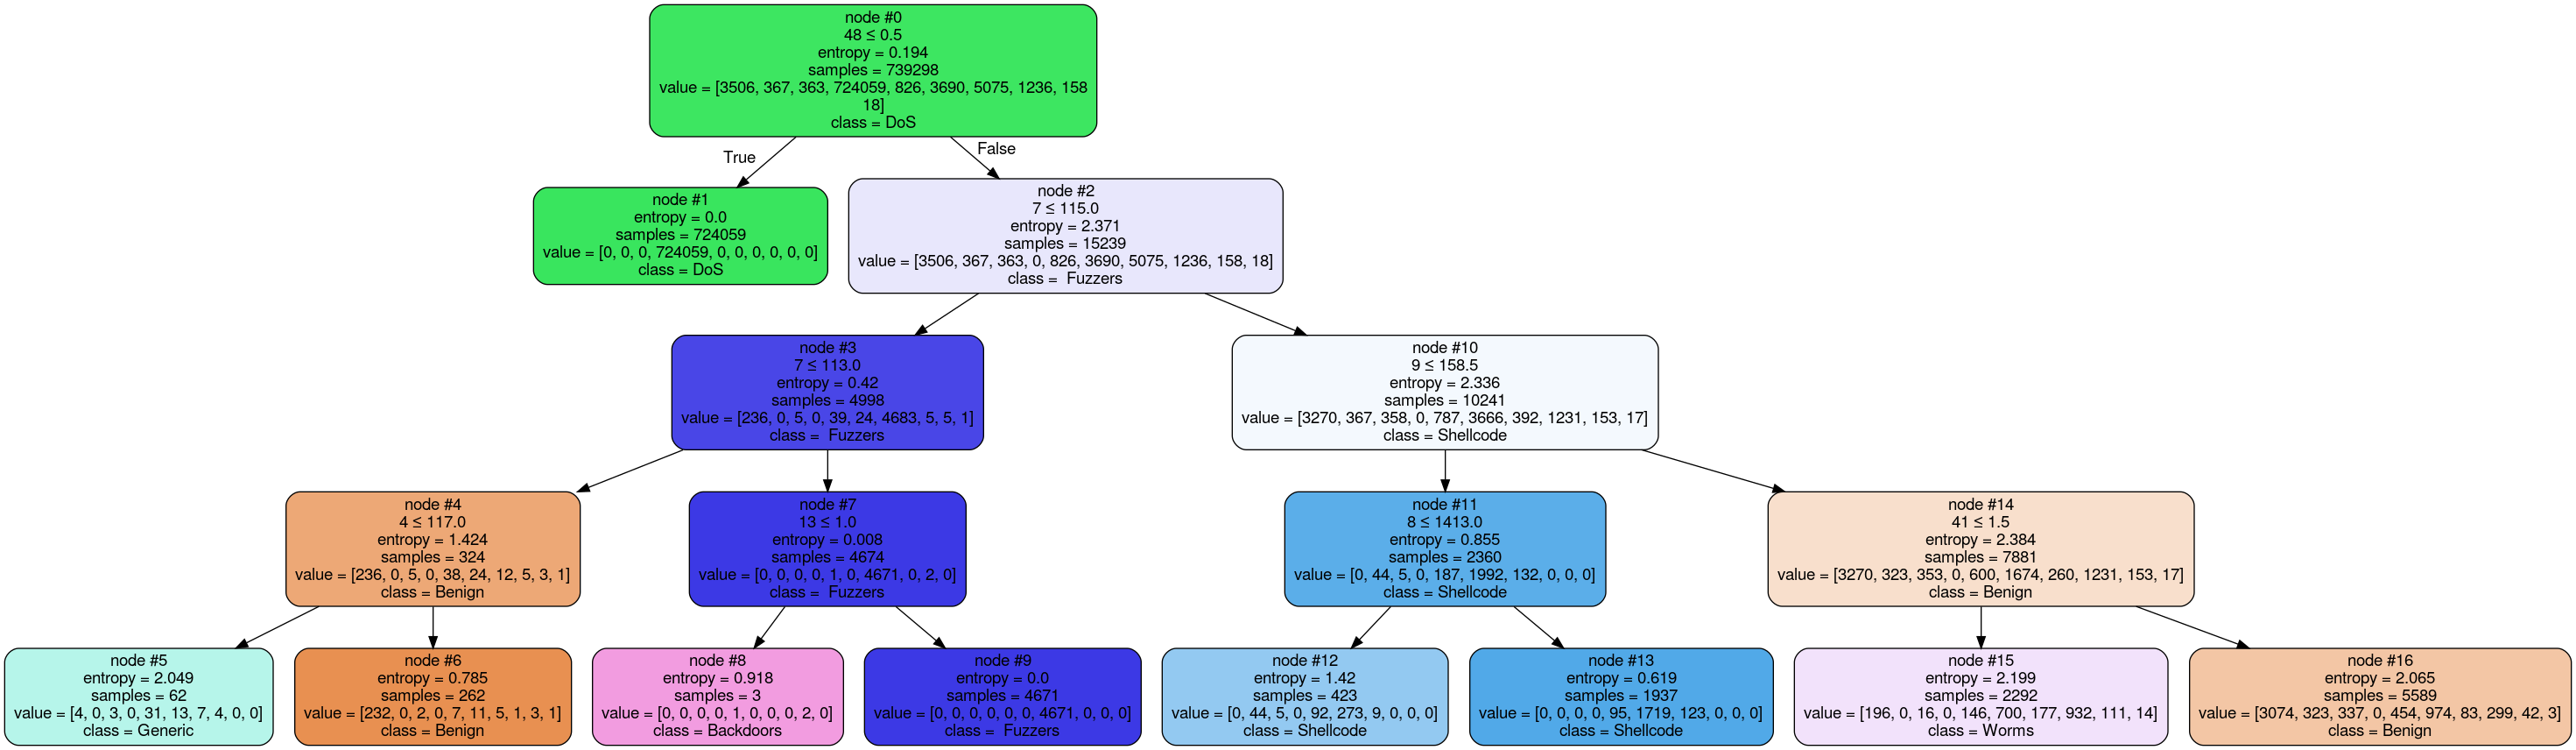 node #0
48 ≤ 0.5
entropy = 0.194
samples = 739298
value = [3506, 367, 363, 724059, 826, 3690, 5075, 1236, 158
18]
class = DoS
True
False
node #1
entropy = 0.0
samples = 724059
value = [0, 0, 0, 724059, 0, 0, 0, 0, 0, 0]
class = DoS
node #2
7 ≤ 115.0
entropy = 2.371
samples = 15239
value = [3506, 367, 363, 0, 826, 3690, 5075, 1236, 158, 18]
class =  Fuzzers
node #3
7 ≤ 113.0
entropy = 0.42
samples = 4998
value = [236, 0, 5, 0, 39, 24, 4683, 5, 5, 1]
class =  Fuzzers
node #10
9 ≤ 158.5
entropy = 2.336
samples = 10241
value = [3270, 367, 358, 0, 787, 3666, 392, 1231, 153, 17]
class = Shellcode
node #4
4 ≤ 117.0
entropy = 1.424
samples = 324
value = [236, 0, 5, 0, 38, 24, 12, 5, 3, 1]
class = Benign
node #7
13 ≤ 1.0
entropy = 0.008
samples = 4674
value = [0, 0, 0, 0, 1, 0, 4671, 0, 2, 0]
class =  Fuzzers
node #11
8 ≤ 1413.0
entropy = 0.855
samples = 2360
value = [0, 44, 5, 0, 187, 1992, 132, 0, 0, 0]
class = Shellcode
node #14
41 ≤ 1.5
entropy = 2.384
samples = 7881
value = [3270, 323, 353, 0, 600, 1674, 260, 1231, 153, 17]
class = Benign
node #5
entropy = 2.049
samples = 62
value = [4, 0, 3, 0, 31, 13, 7, 4, 0, 0]
class = Generic
node #6
entropy = 0.785
samples = 262
value = [232, 0, 2, 0, 7, 11, 5, 1, 3, 1]
class = Benign
node #8
entropy = 0.918
samples = 3
value = [0, 0, 0, 0, 1, 0, 0, 0, 2, 0]
class = Backdoors
node #9
entropy = 0.0
samples = 4671
value = [0, 0, 0, 0, 0, 0, 4671, 0, 0, 0]
class =  Fuzzers
node #12
entropy = 1.42
samples = 423
value = [0, 44, 5, 0, 92, 273, 9, 0, 0, 0]
class = Shellcode
node #13
entropy = 0.619
samples = 1937
value = [0, 0, 0, 0, 95, 1719, 123, 0, 0, 0]
class = Shellcode
node #15
entropy = 2.199
samples = 2292
value = [196, 0, 16, 0, 146, 700, 177, 932, 111, 14]
class = Worms
node #16
entropy = 2.065
samples = 5589
value = [3074, 323, 337, 0, 454, 974, 83, 299, 42, 3]
class = Benign